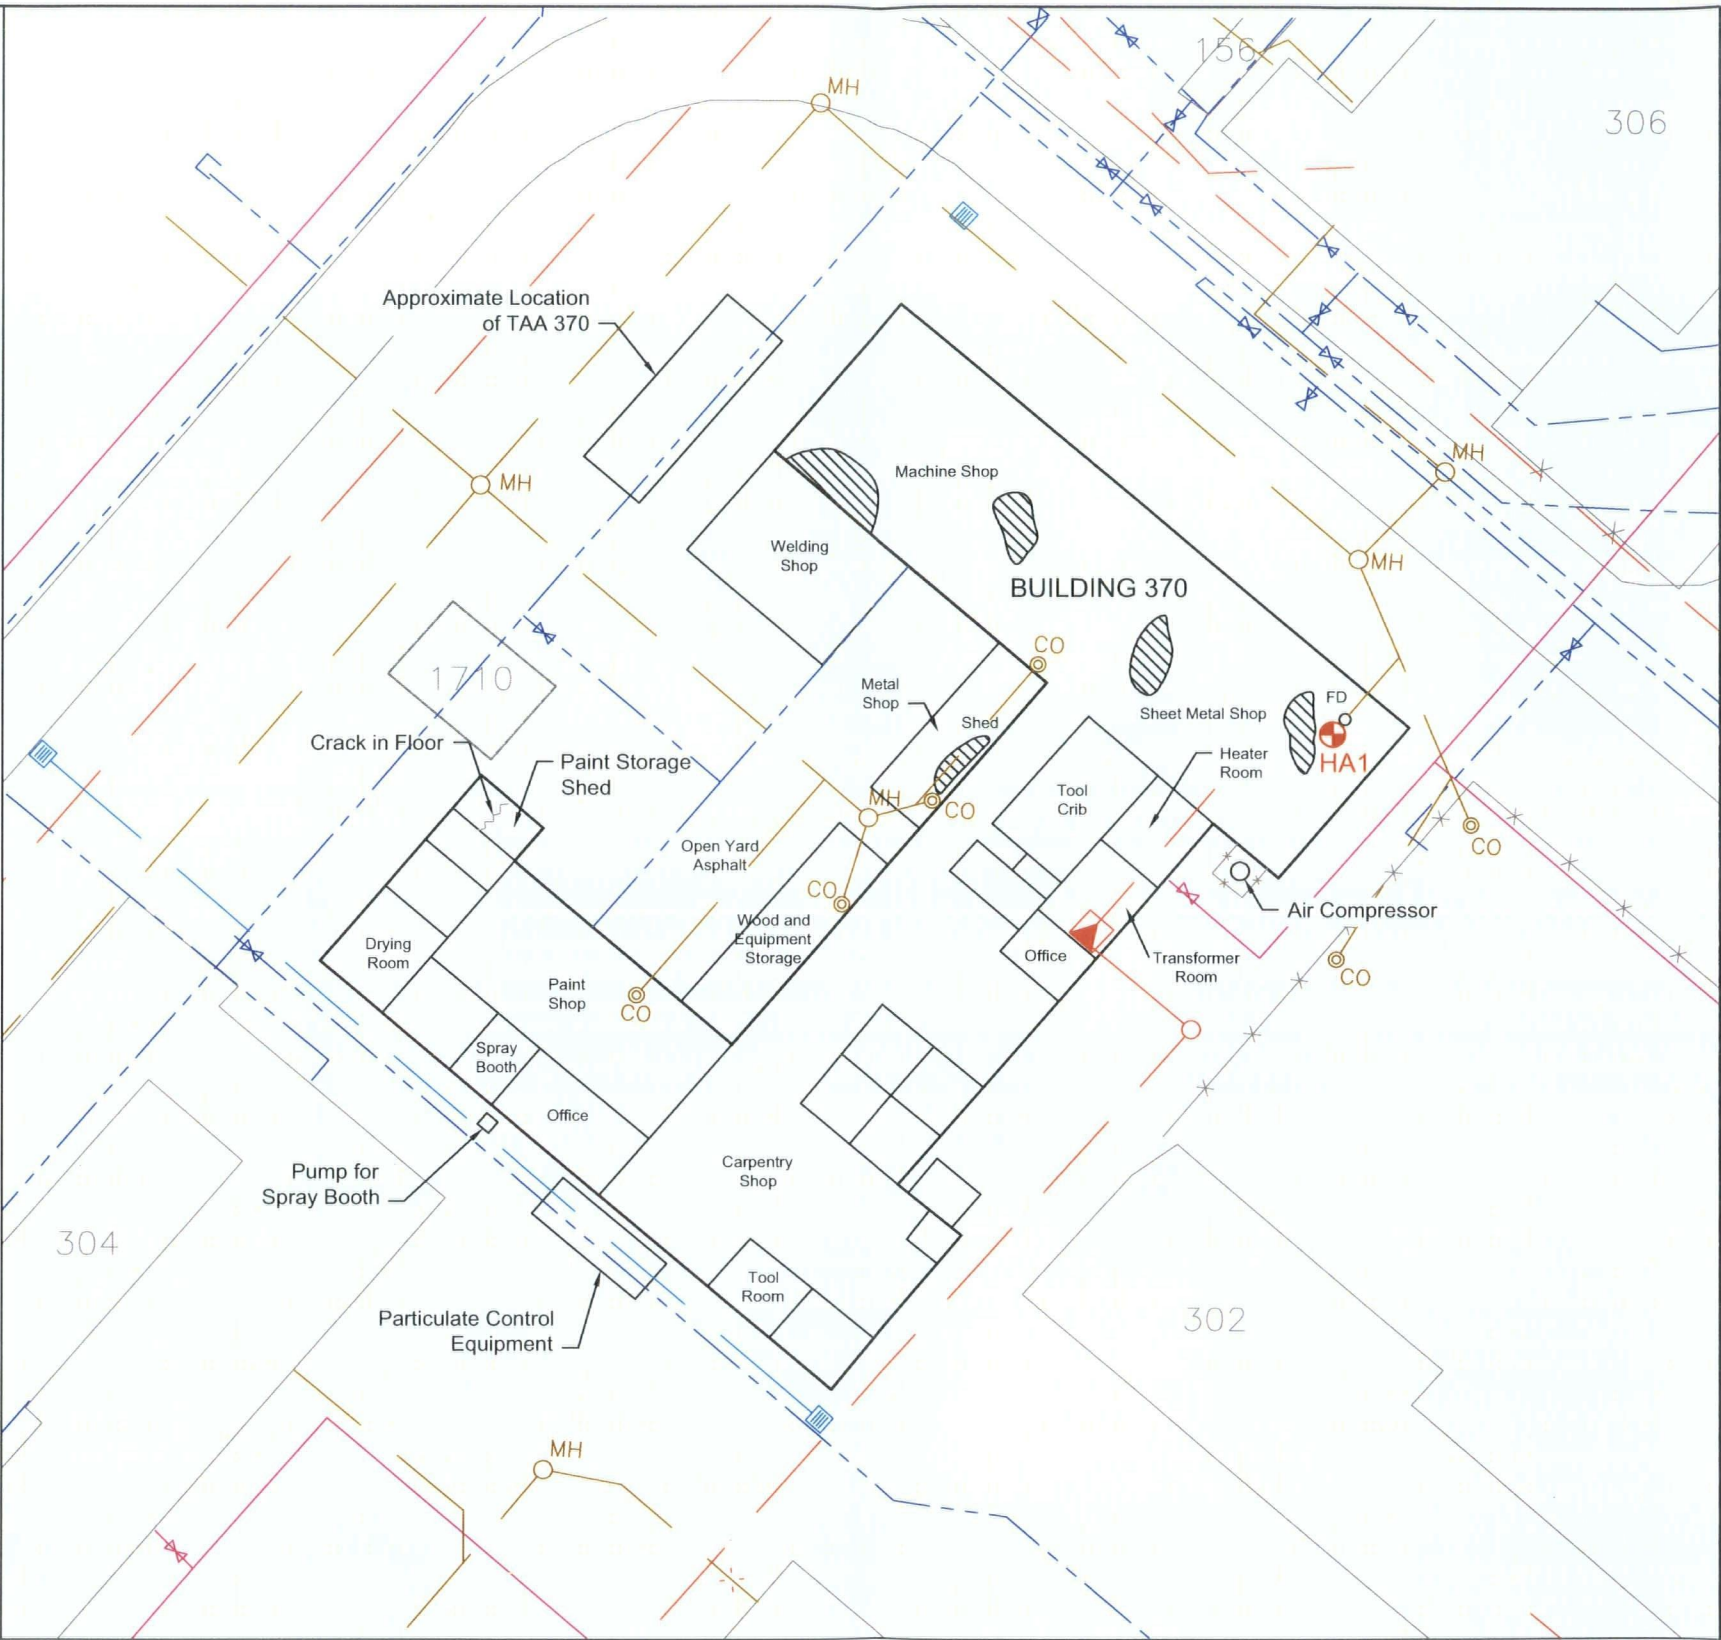 156
306
MH
Approximate Location
of TAA 370
Machine Shop
MH
MH
Welding
Shop
MH
BUILDING 370
CO
1710
Metal
Shop
FD
Sheet Metal Shop
Shed
Crack in Floor
Paint Storage
Shed
Heater
Room
HA1
Tool
Crib
MH
CO
CO
Open Yard
Asphalt
CO
Air Compressor
Wood and
Equipment
Storage
Drying
Room
Office
Transformer
Room
CO
Paint
Shop
CO
Spray
Booth
Office
Pump for
Spray Booth
Carpentry
Shop
304
Tool
Room
Particulate Control
Equipment
302
MH